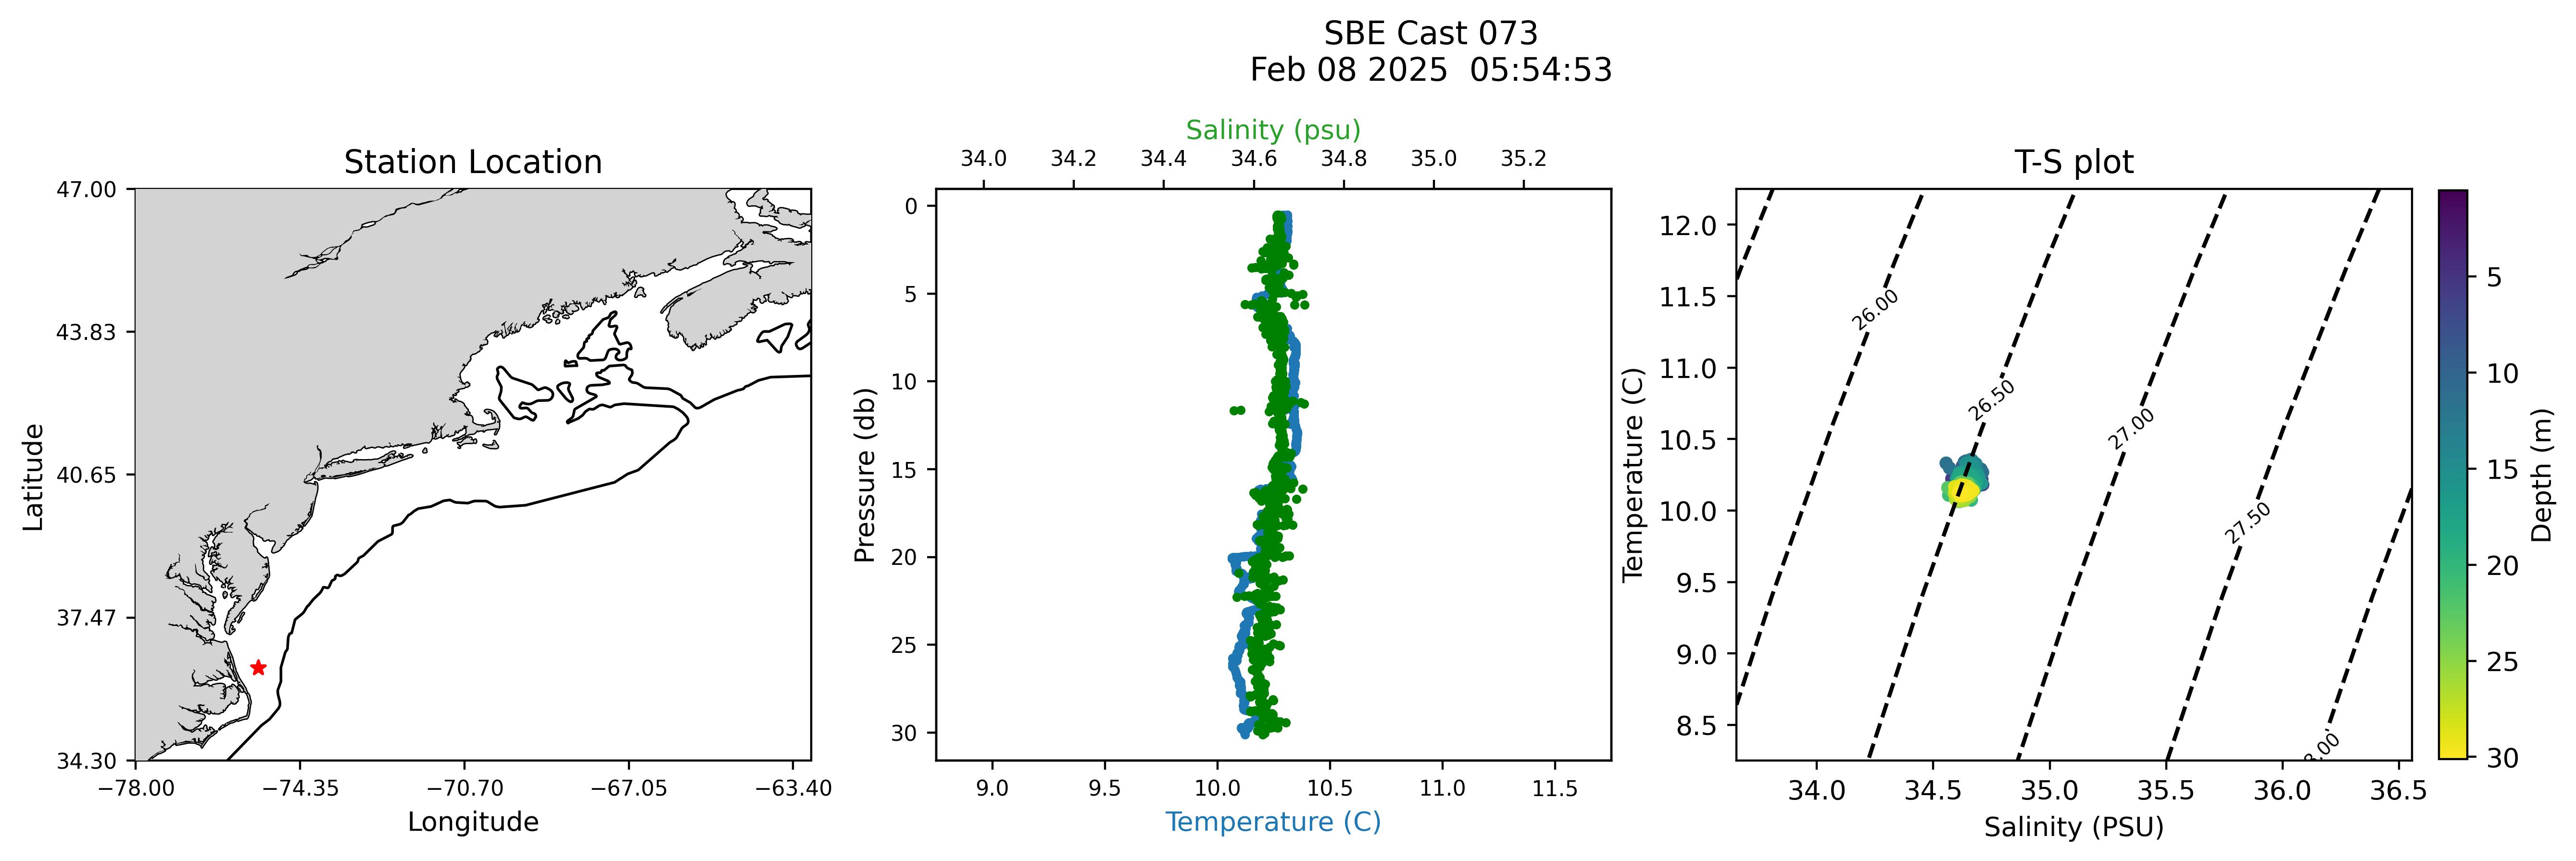 SBE Cast 073
Feb 08 2025  05:54:53
Station Location
47.00
43.83
40.65
37.47
34.30
Latitude
−78.00 −74.35 −70.70 −67.05 −63.40
Longitude
Salinity (psu)
34.0 34.2 34.4 34.6 34.8 35.0 35.2
0
5
10
15
20
25
30
Pressure (db)
9.0 9.5 10.0 10.5 11.0 11.5
Temperature (C)
T-S plot
12.0
11.5
11.0
10.5
10.0
9.5
9.0
8.5
Temperature (C)
26.00
26.50
27.00
27.50
8.00
34.0 34.5 35.0 35.5 36.0 36.5
Salinity (PSU)
5
10
15
20
25
30
Depth (m)